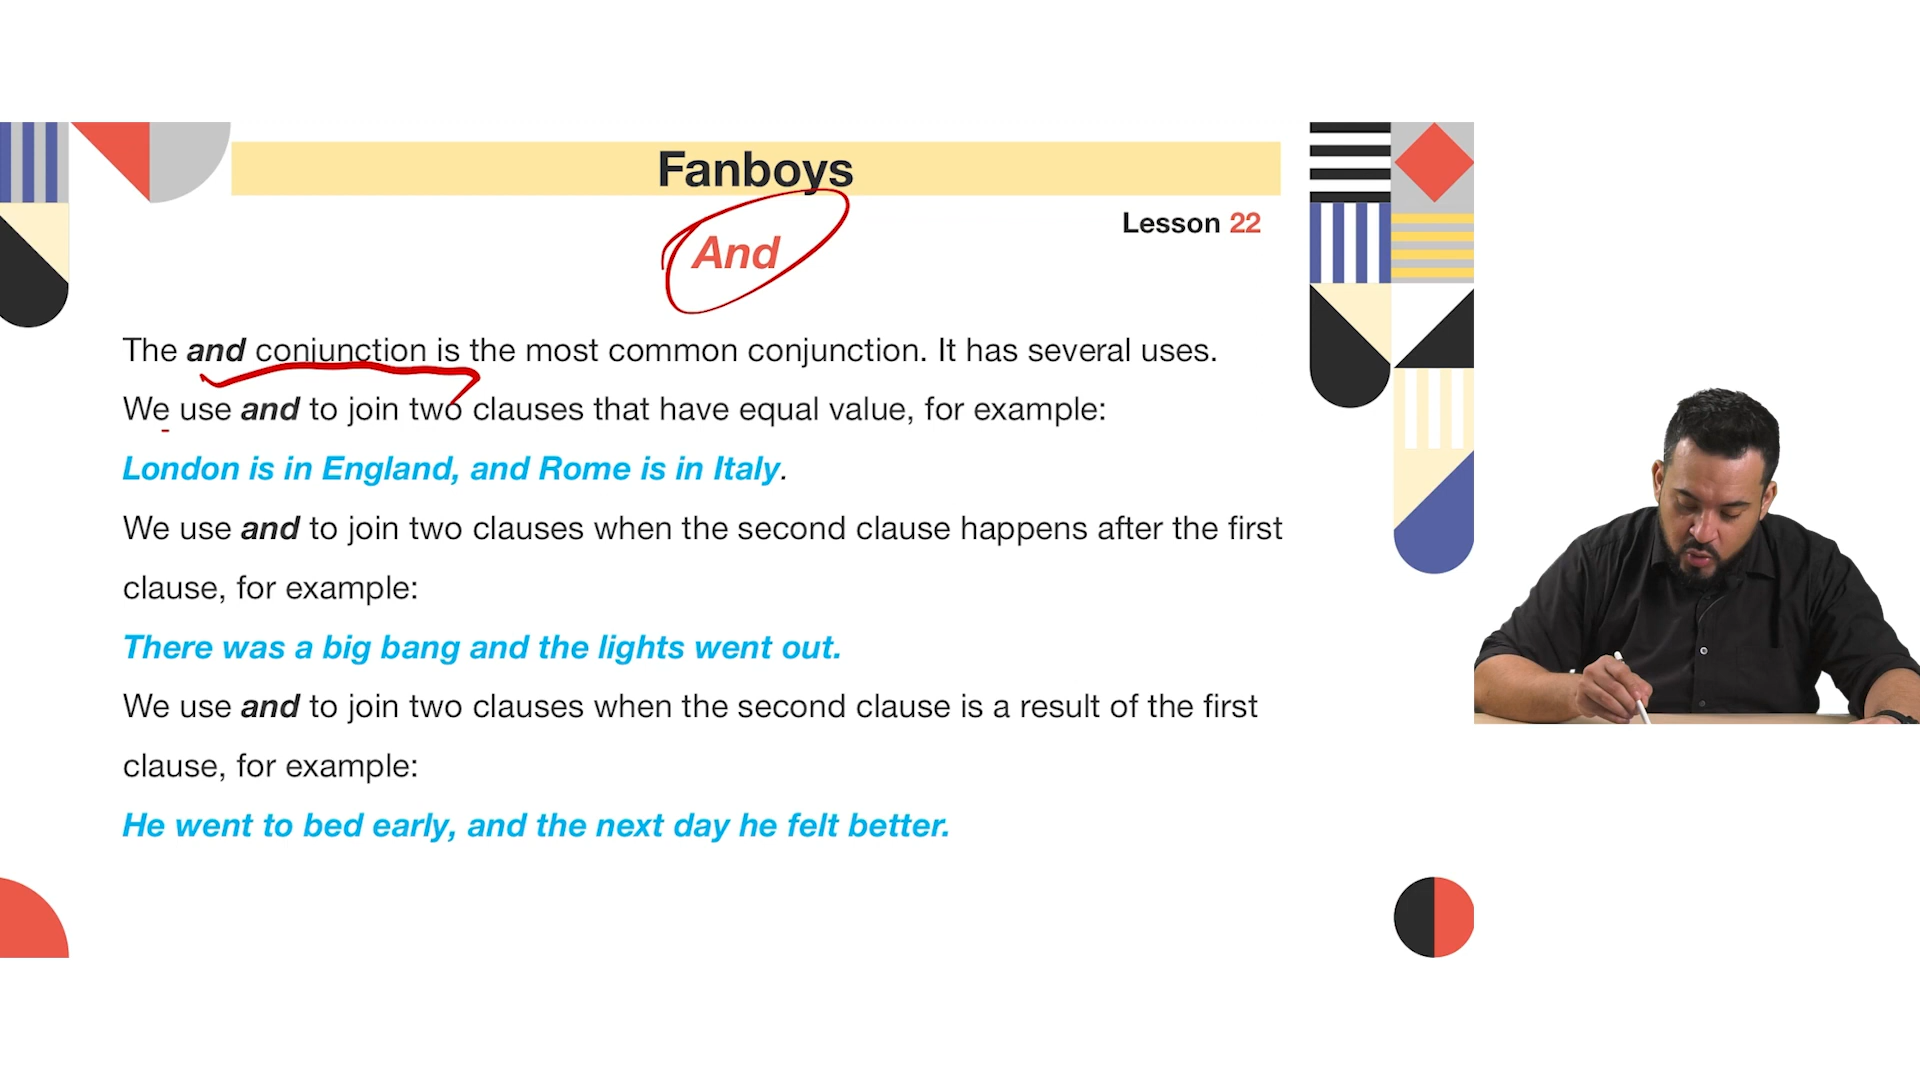 Fanboys
Lesson 22
And
The and conjunction is the most common conjunction. It has several uses.
We use and to join two clauses that have equal value, for example:
London is in England, and Rome is in Italy.
We use and to join two clauses when the second clause happens after the first
clause, for example:
There was a big bang and the lights went out.
We use and to join two clauses when the second clause is a result of the first
clause, for example:
He went to bed early, and the next day he felt better.